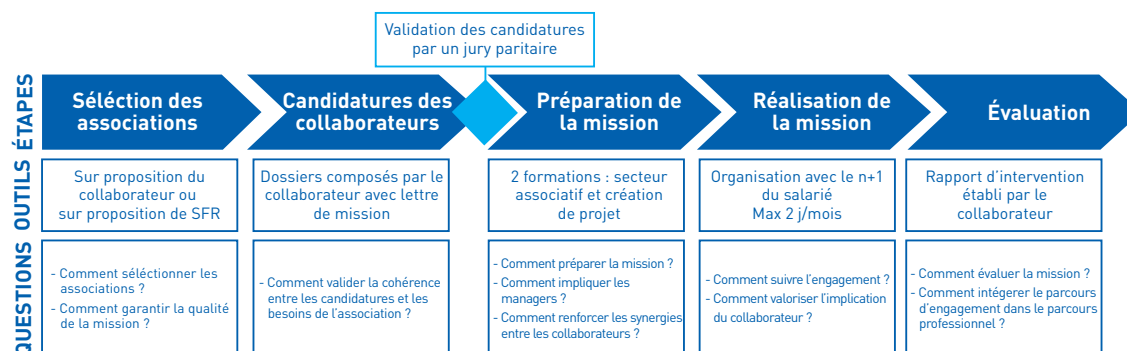 Validation des candidatures
par un jury paritaire
ÉTAPES
Séléction des
associations
Candidatures des
collaborateurs
Préparation de
la mission
Réalisation de
la mission
Évaluation
OUTILS
Sur proposition du
collaborateur ou
sur proposition de SFR
Dossiers composés par le
collaborateur avec lettre
de mission
2 formations : secteur
associatif et création
de projet
Organisation avec le n+1
du salarié
Max 2 j/mois
Rapport d'intervention
établi par le
collaborateur
QUESTIONS
- Comment séléctionner les
associations ?
- Comment garantir la qualité
de la mission ?
- Comment valider la cohérence
entre les candidatures et les
besoins de l'association ?
- Comment préparer la mission ?
- Comment impliquer les
managers ?
- Comment renforcer les synergies
entre les collaborateurs ?
- Comment suivre l'engagement ?
- Comment valoriser l'implication
du collaborateur ?
- Comment évaluer la mission ?
- Comment intégerer le parcours
d'engagement dans le parcours
professionnel ?